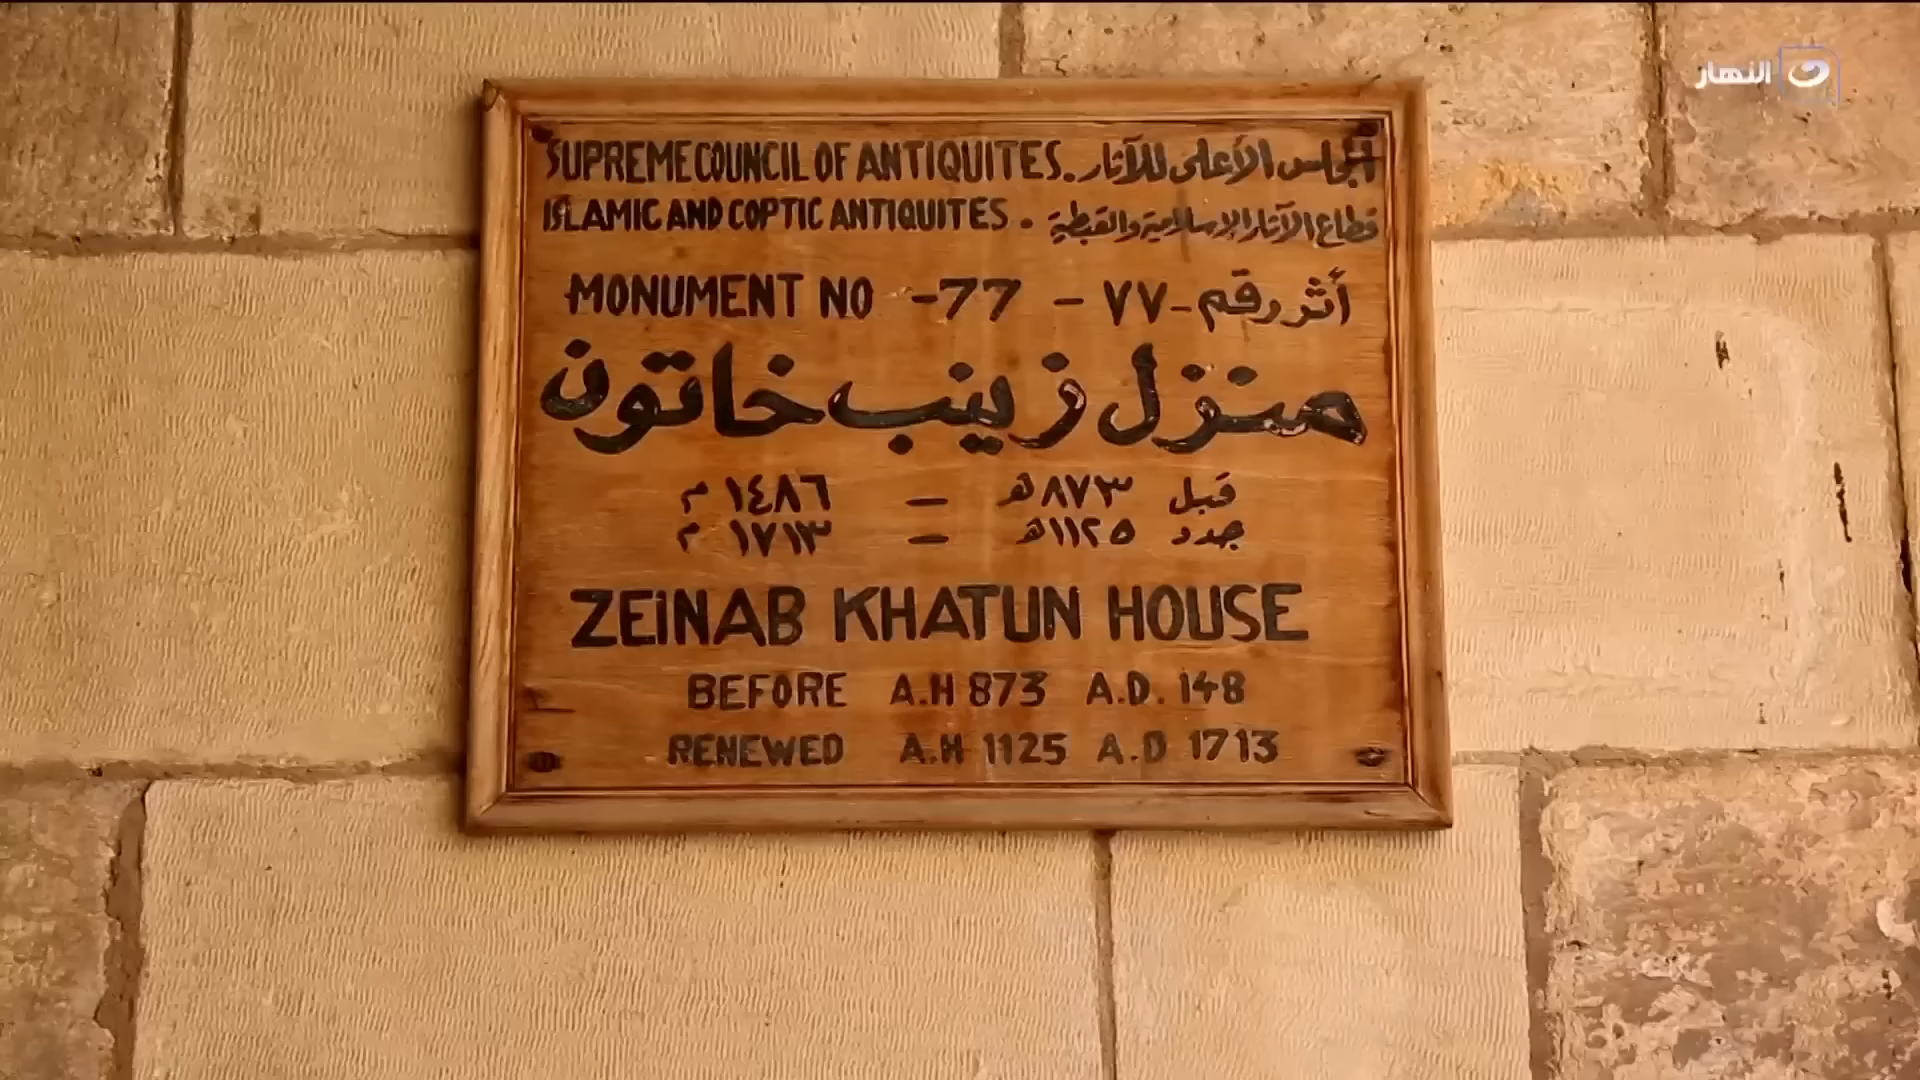 النهار
SUPREME COUNCIL OF ANTIQUITES. المجلس الأعلى للآثار
ISLAMIC AND COPTIC ANTIQUITES . قطاع الآثار الإسلامية والقبطية
MONUMENT NO -77 - أثر رقم - ٧٧
منزل زينب خاتون
قبل ٨٧٣ هـ – ١٤٨٦ م
جدد ١١٢٥ هـ = ١٧١٣ م
ZEINAB KHATUN HOUSE
BEFORE A.H 873 A.D. 148
RENEWED A.H 1125 A.D 1713